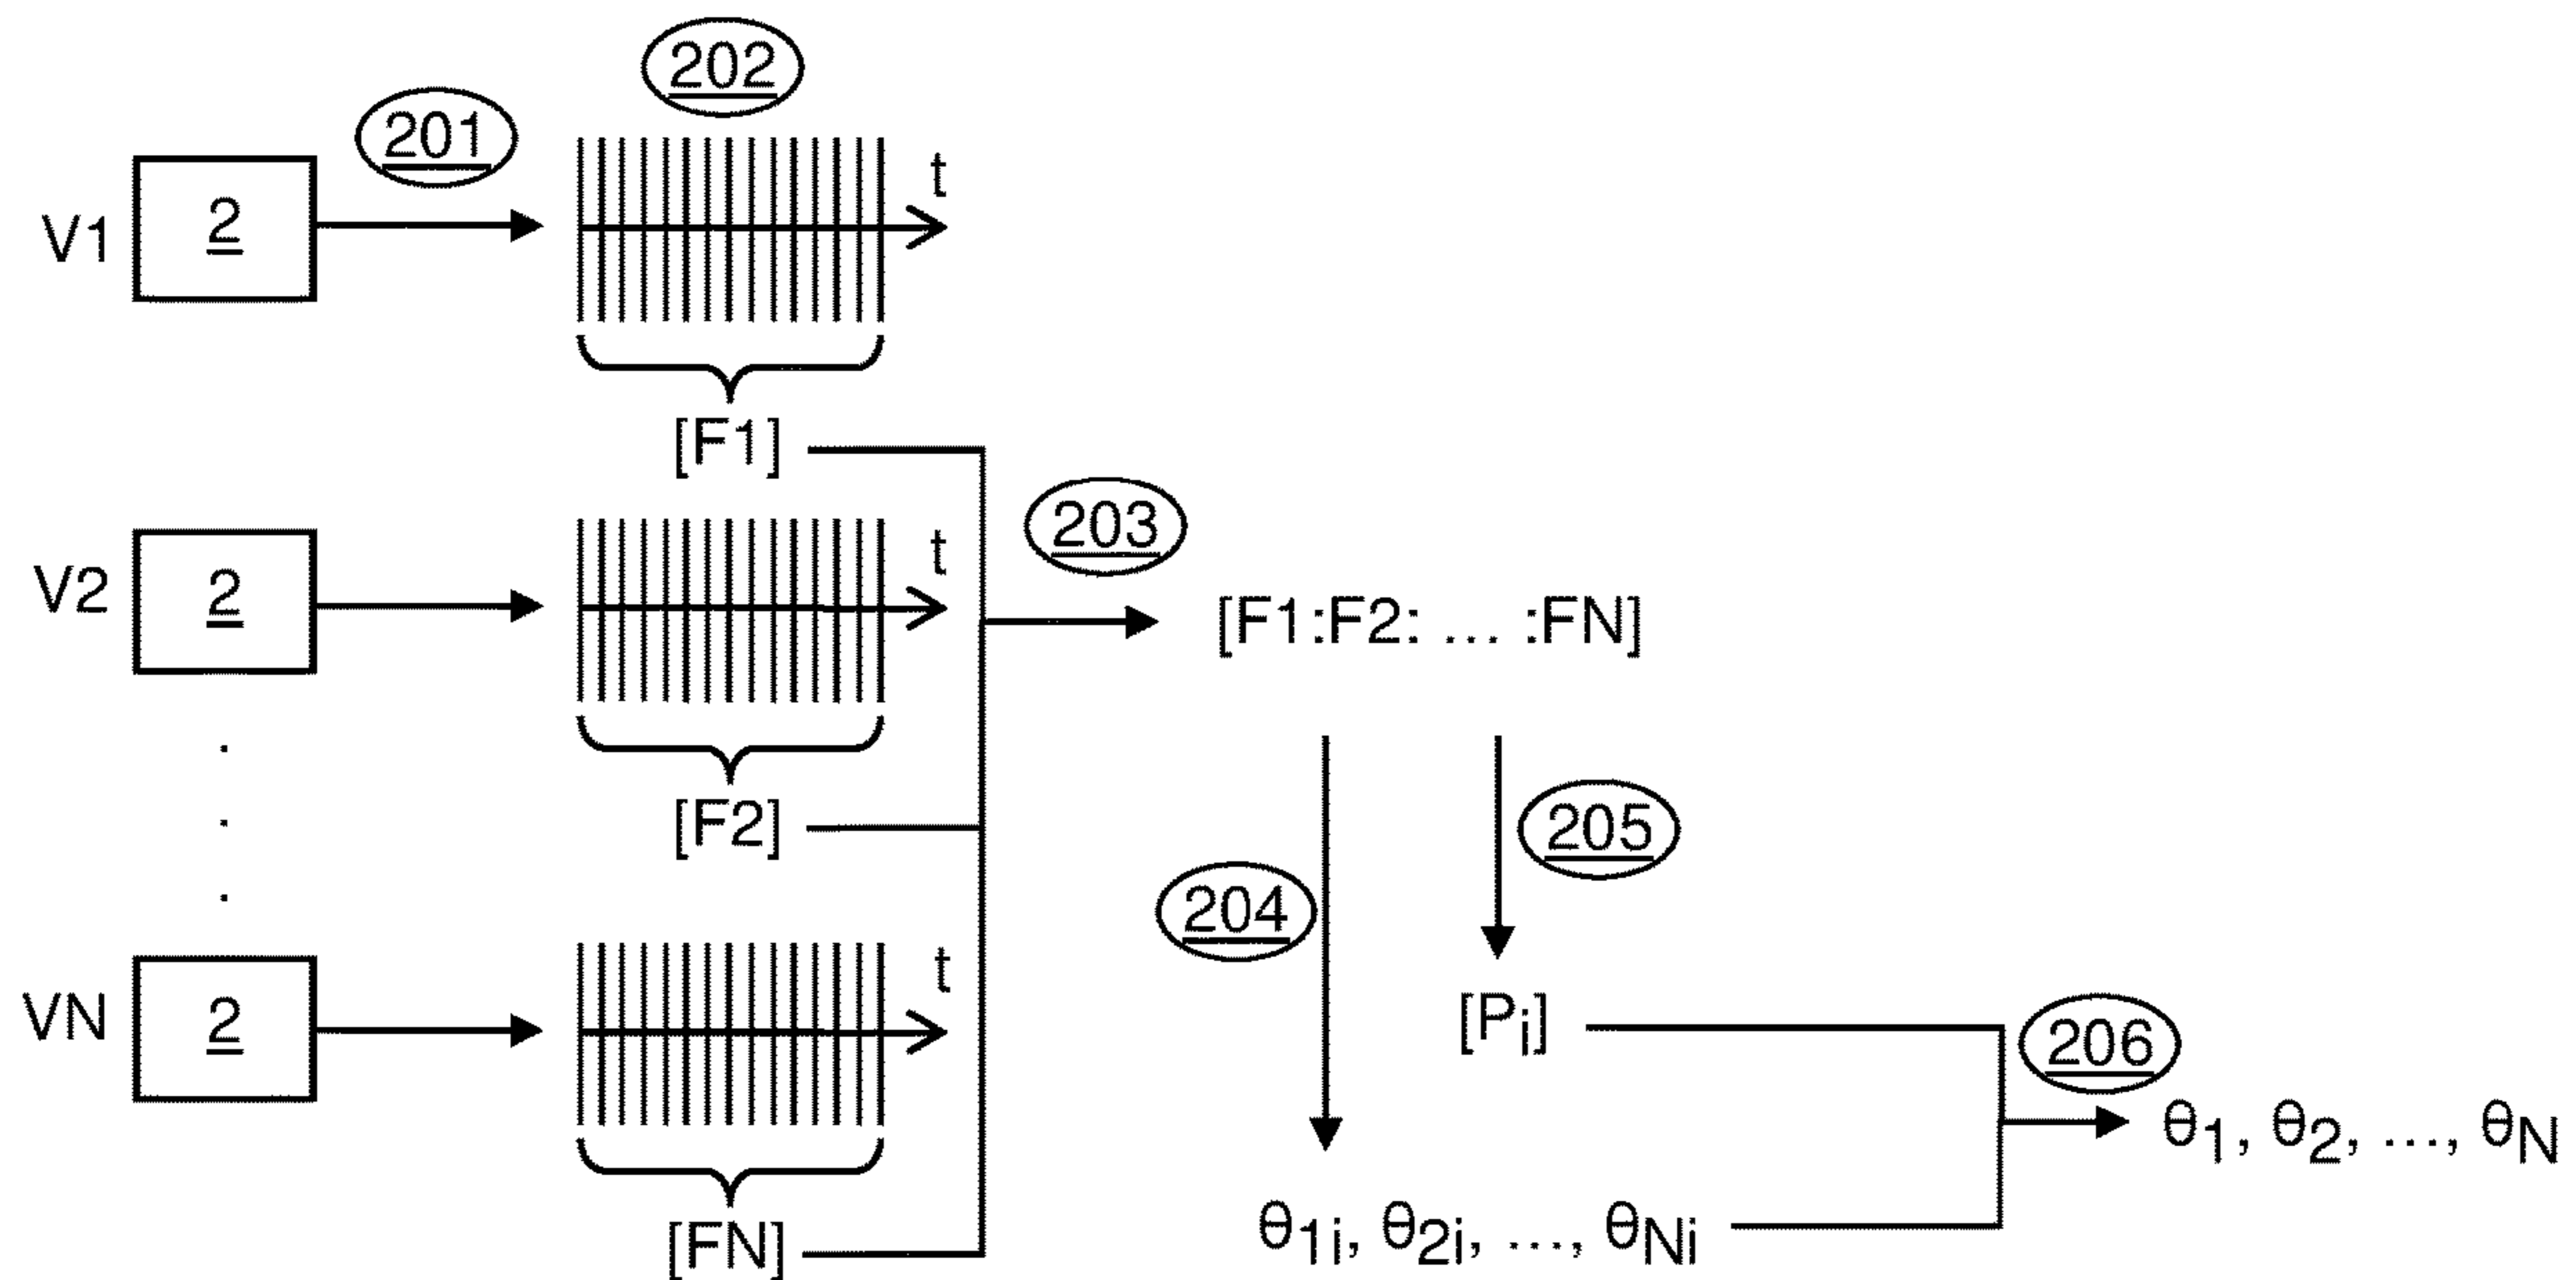 202
201
t
V1 2
[F1]
203
t
V2 2
[F1:F2: ... :FN]
[F2]
205
204
t
VN 2
[Pi]
206
θ1, θ2, ..., θN
[FN]
θ1i, θ2i, ..., θNi